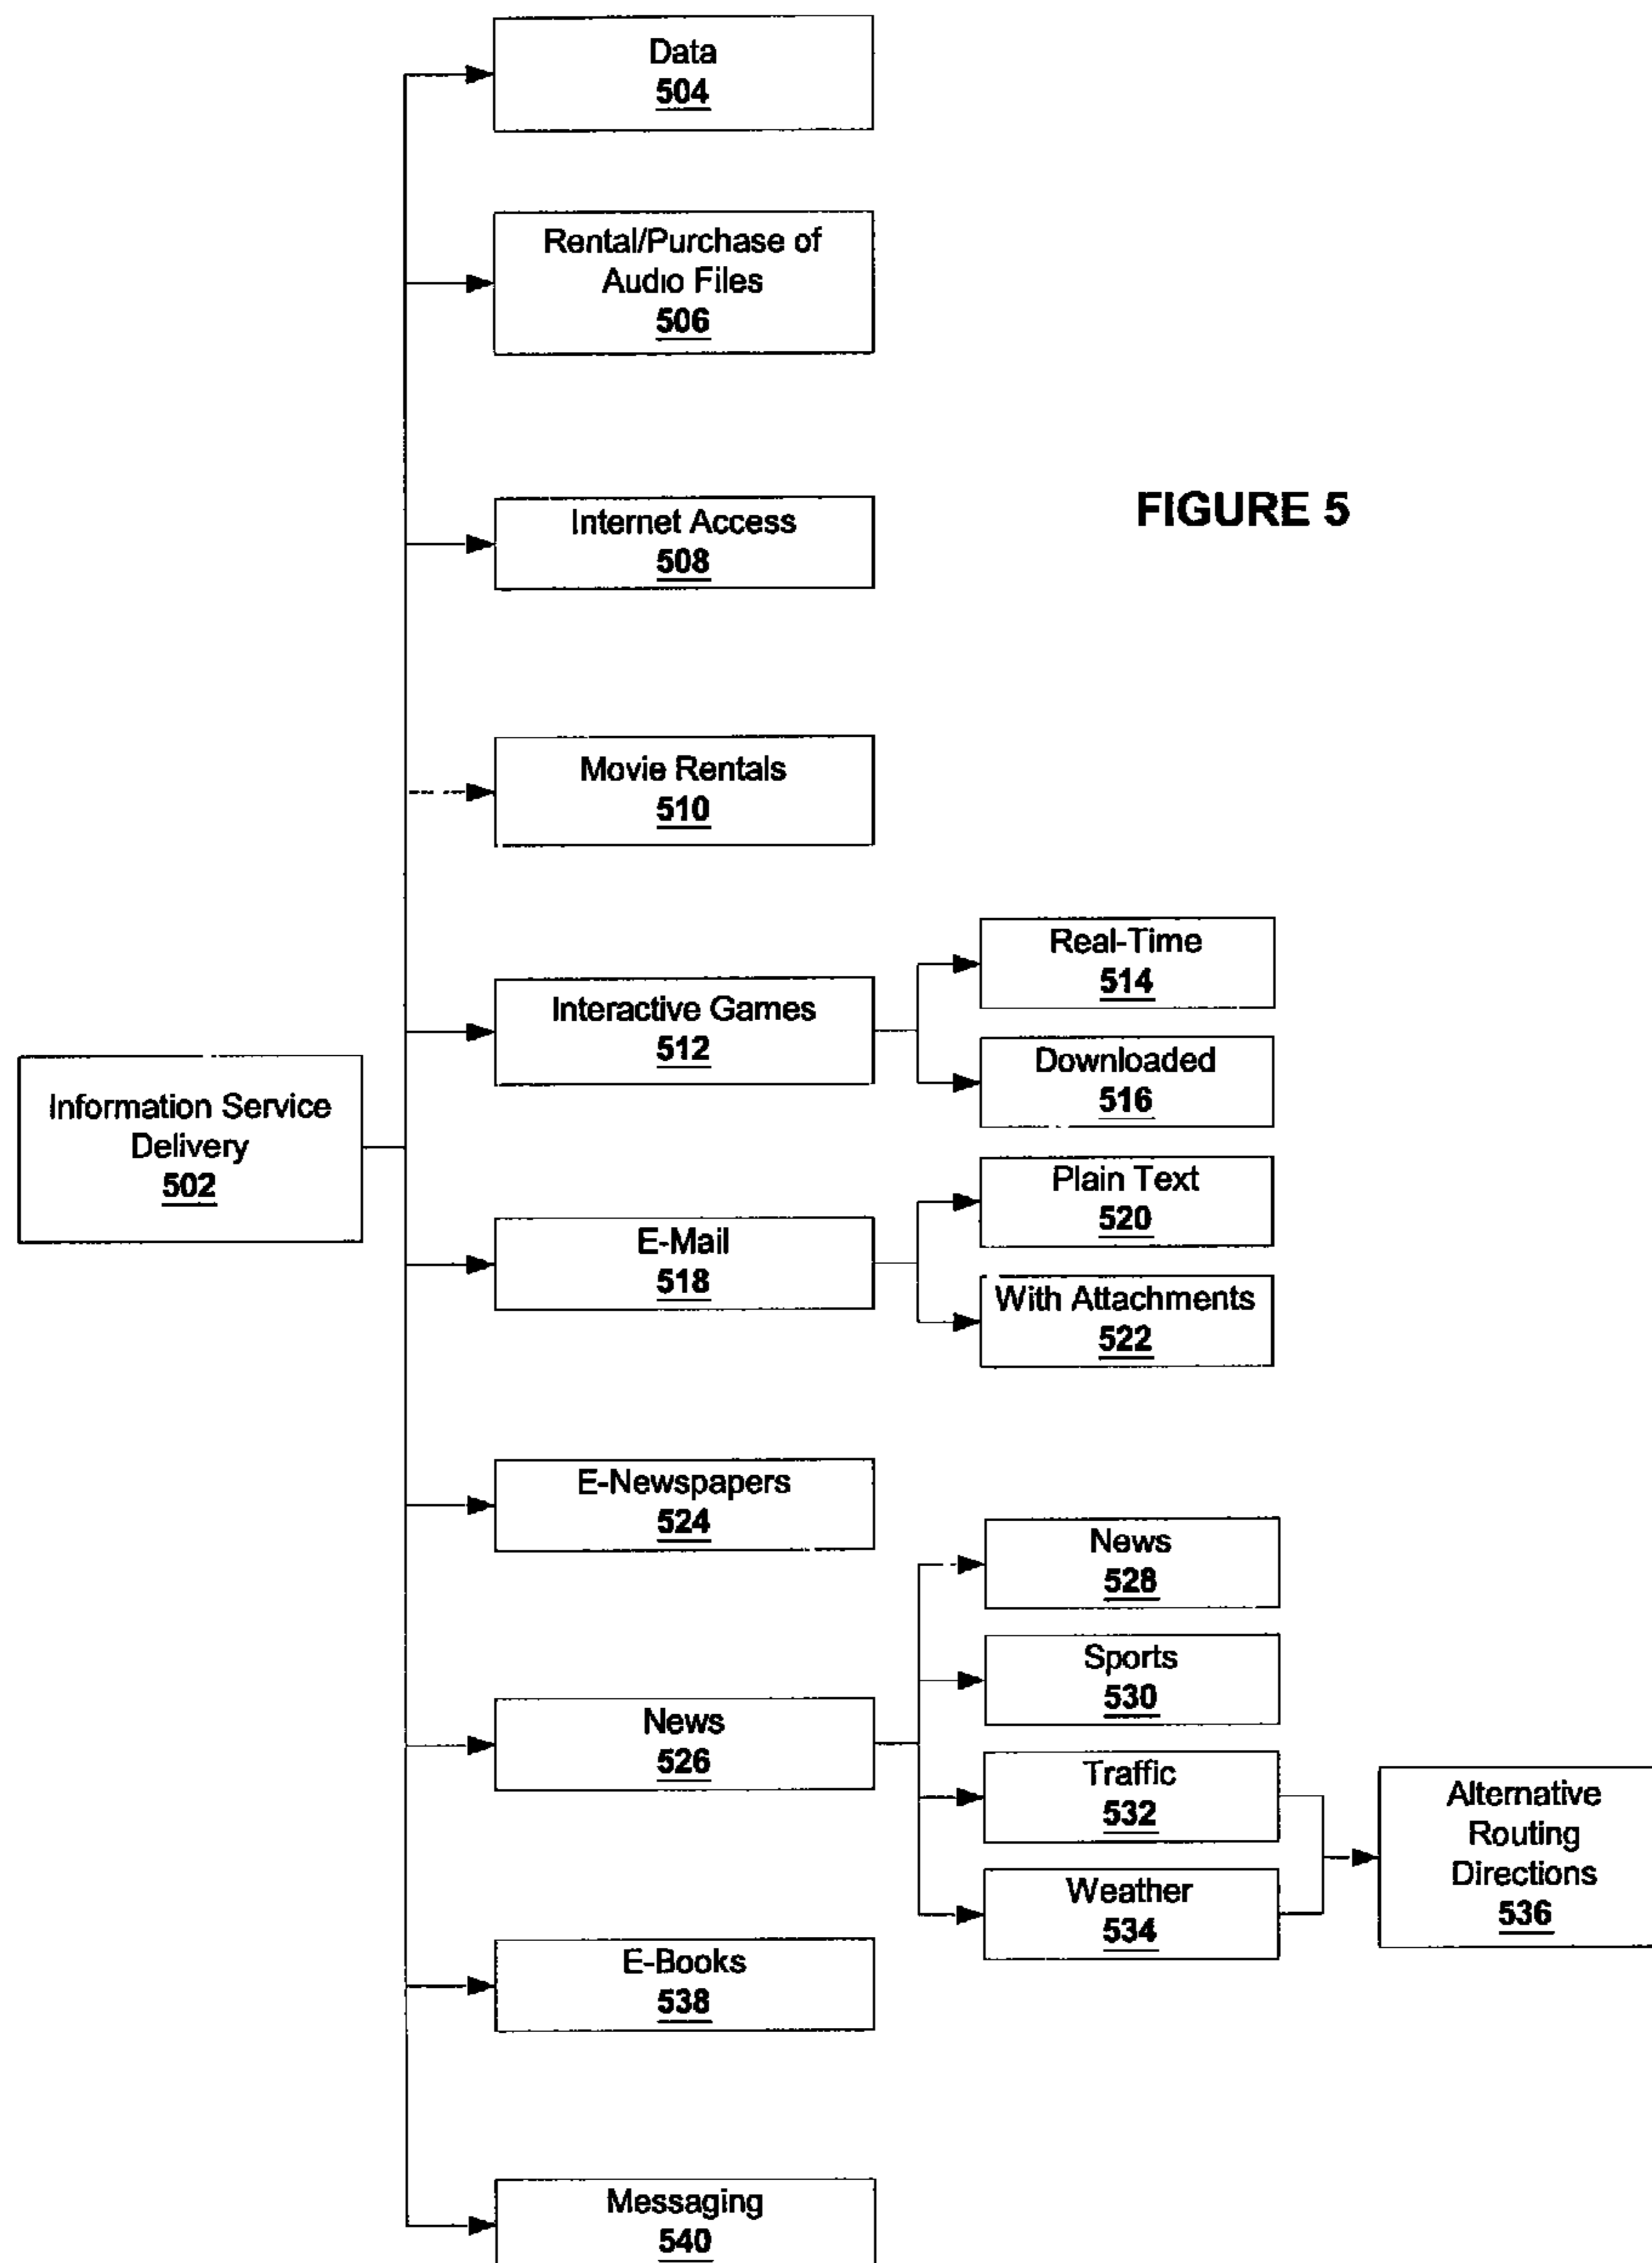 Data
504
Rental/Purchase of
Audio Files
506
Internet Access
508
FIGURE 5
Movie Rentals
510
Interactive Games
512
Real-Time
514
Downloaded
516
Information Service
Delivery
502
E-Mail
518
Plain Text
520
With Attachments
522
E-Newspapers
524
News
526
News
528
Sports
530
Traffic
532
Weather
534
Alternative
Routing
Directions
536
E-Books
538
Messaging
540